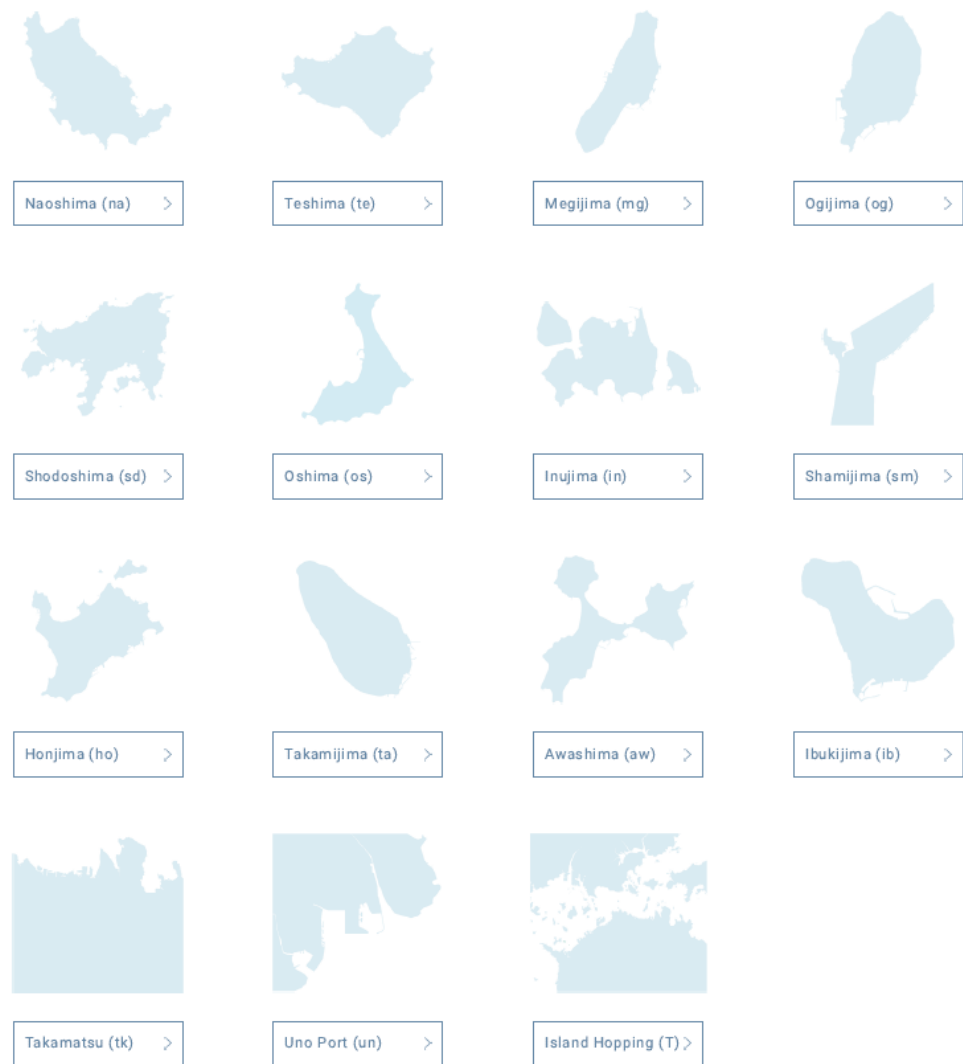 Naoshima (na)
Teshima (te)
Megijima (mg)
Ogijima (og)
Shodoshima (sd)
Oshima (os)
Inujima (in)
Shamijima (sm)
Honjima (ho)
Takamijima (ta)
Awashima (aw)
Ibukijima (ib)
Takamatsu (tk)
Uno Port (un)
Island Hopping (T)